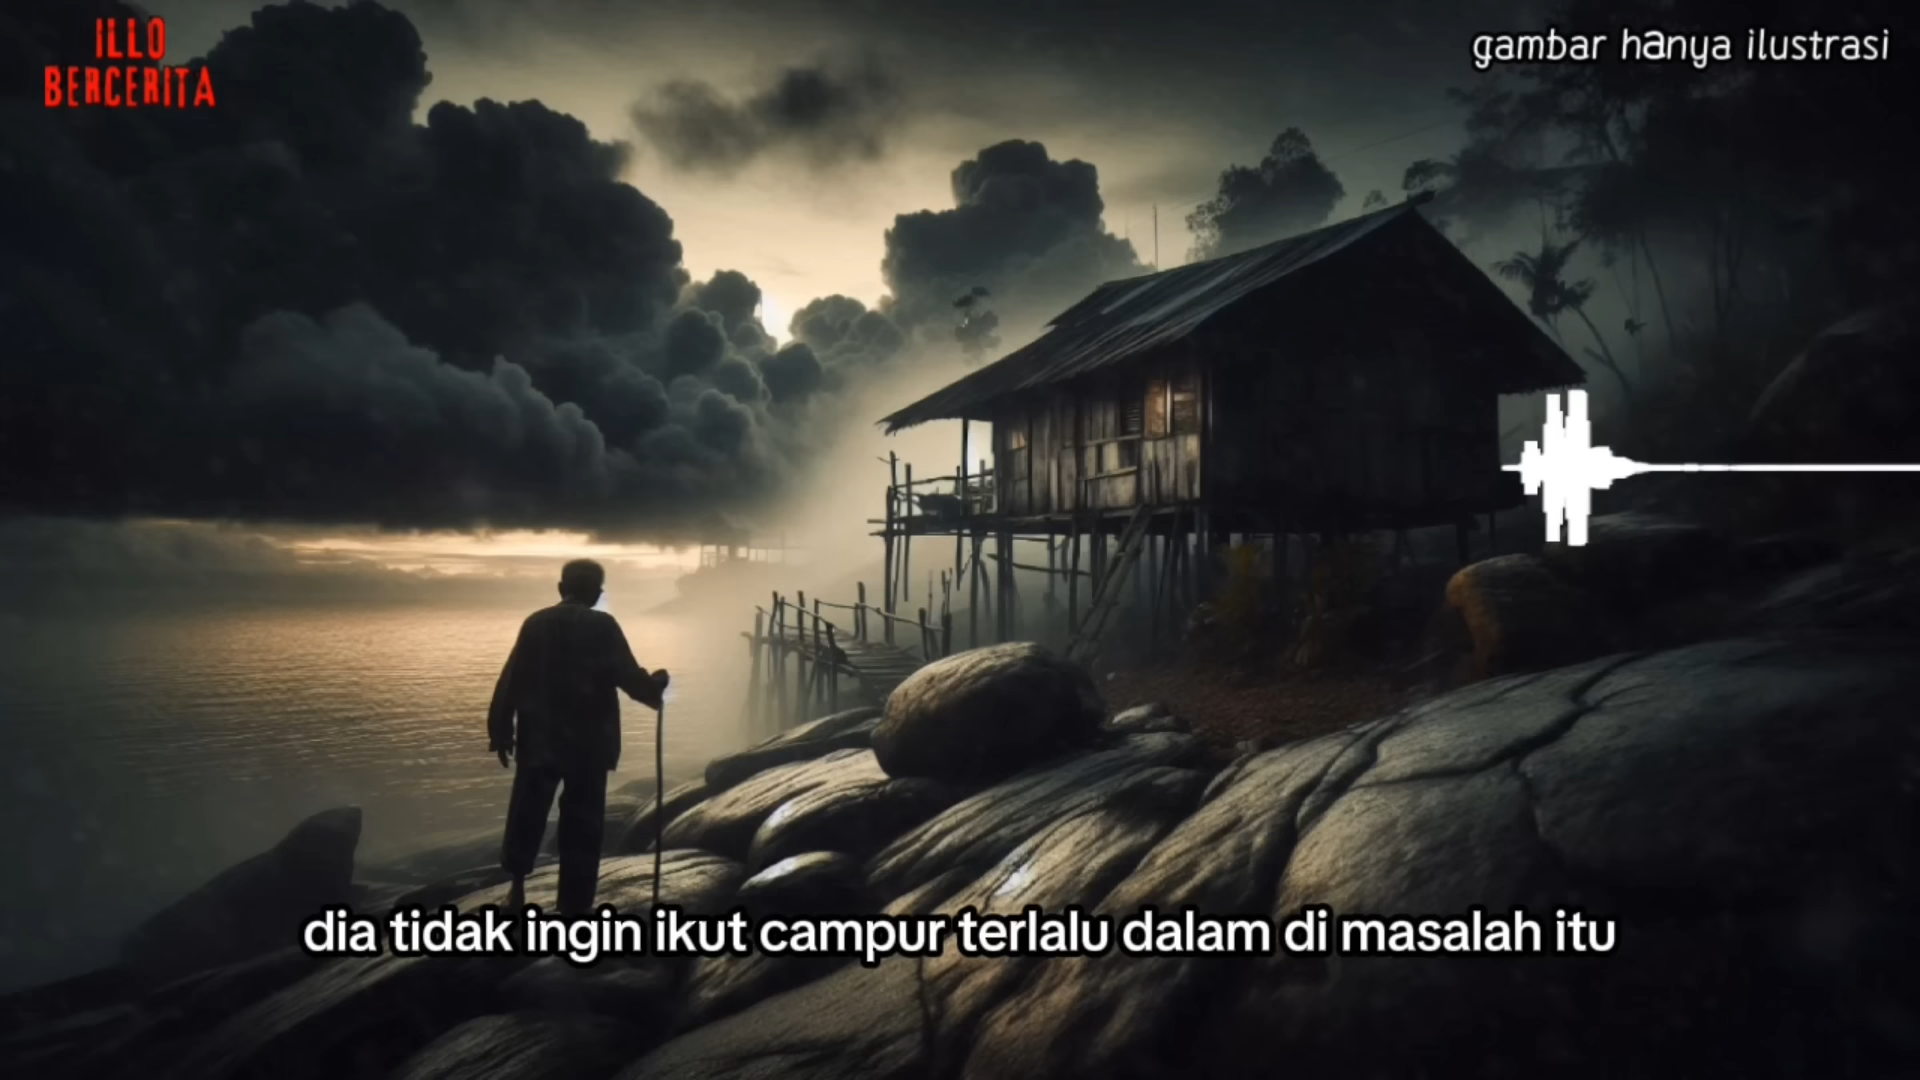 ILLO
BERCERITA
gambar hanya ilustrasi
dia tidak ingin ikut campur terlalu dalam di masalah itu